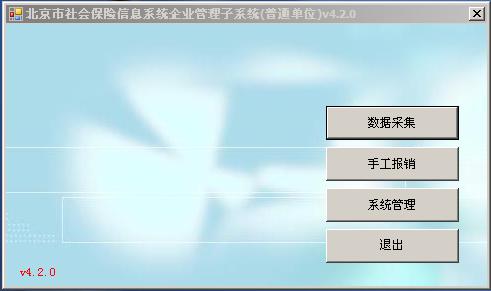 北京市社会保险信息系统企业管理子系统(普通单位)v4.2.0
数据采集
手工报销
系统管理
退出
v4.2.0